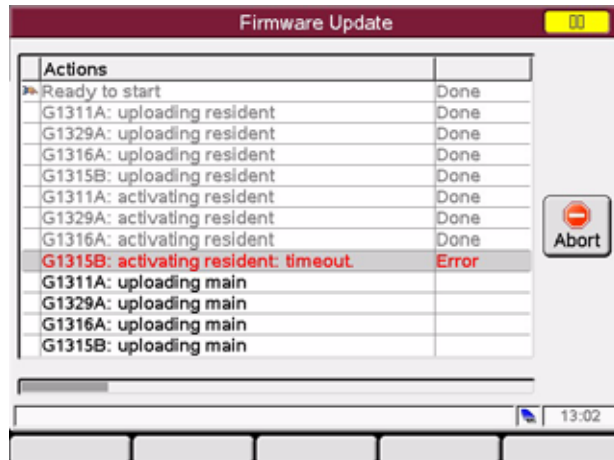 Firmware Update
Actions
Ready to start Done
G1311A: uploading resident Done
G1329A: uploading resident Done
G1316A: uploading resident Done
G1315B: uploading resident Done
G1311A: activating resident Done
G1329A: activating resident Done
G1316A: activating resident Done
G1315B: activating resident: timeout. Error
G1311A: uploading main
G1329A: uploading main
G1316A: uploading main
G1315B: uploading main
Abort
13:02